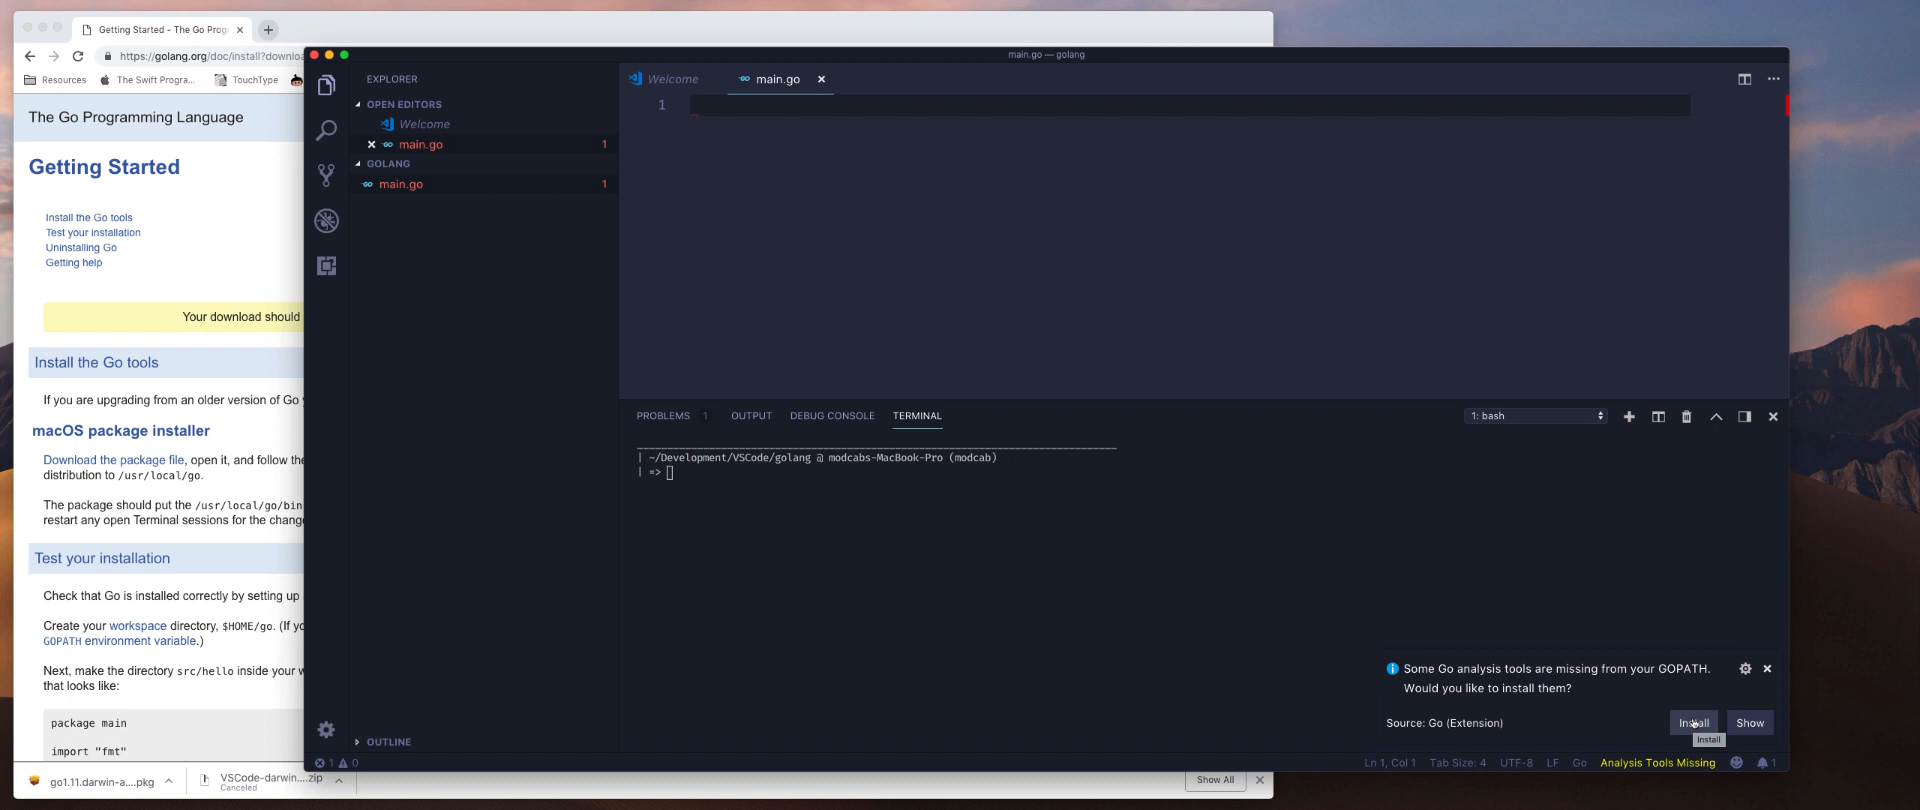 Getting Started - The Go Prog
https://golang.org/doc/install?downloa
Resources
The Swift Progra...
TouchType
The Go Programming Language
Getting Started
Install the Go tools
Test your installation
Uninstalling Go
Getting help
Your download should
Install the Go tools
If you are upgrading from an older version of Go
macOS package installer
Download the package file, open it, and follow the
distribution to /usr/local/go.
The package should put the /usr/local/go/bin
restart any open Terminal sessions for the change
Test your installation
Check that Go is installed correctly by setting up
Create your workspace directory, $HOME/go. (If yo
GOPATH environment variable.)
Next, make the directory src/hello inside your w
that looks like:
package main
import "fmt"
go1.11.darwin-a....pkg
VSCode-darwin....zip
Canceled
Show All
main.go — golang
EXPLORER
OPEN EDITORS
Welcome
main.go 1
GOLANG
main.go 1
OUTLINE
Welcome
main.go
1
PROBLEMS 1 OUTPUT DEBUG CONSOLE TERMINAL
1: bash
| ~/Development/VSCode/golang @ modcabs-MacBook-Pro (modcab)
| =>
Some Go analysis tools are missing from your GOPATH.
Would you like to install them?
Source: Go (Extension)
Install
Show
Install
1 0
Ln 1, Col 1 Tab Size: 4 UTF-8 LF Go Analysis Tools Missing 1